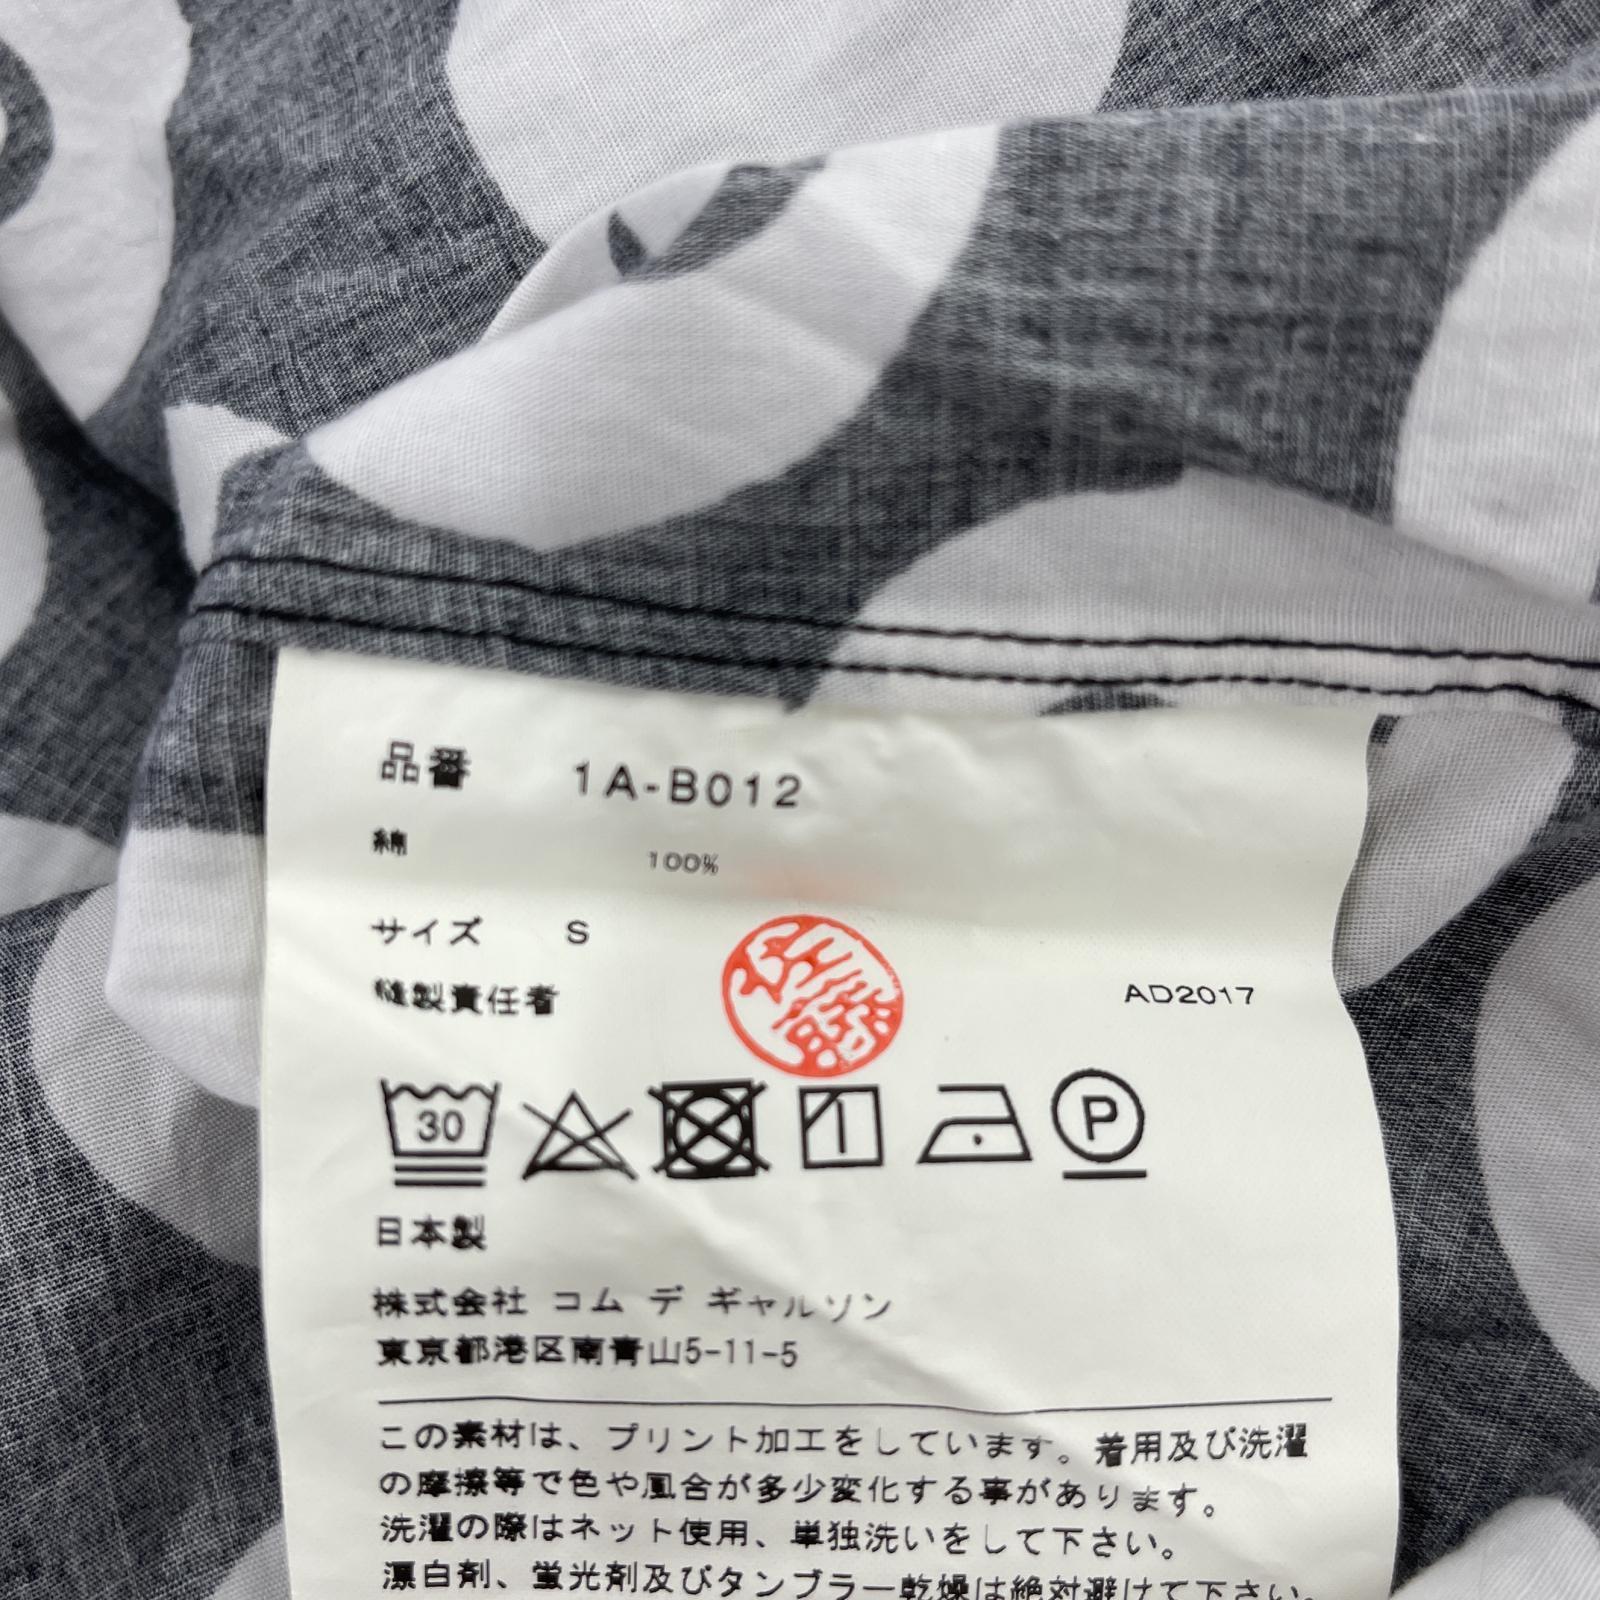 品番 1A-B012
綿 100%
サイズ S
縫製責任者 AD2017
30 P
日本製
株式会社 コム デ ギャルソン
東京都港区南青山5-11-5
この素材は、プリント加工をしています。着用及び洗濯
の摩擦等で色や風合が多少変化する事があります。
洗濯の際はネット使用、単独洗いをして下さい。
漂白剤、蛍光剤及びタンブラー乾燥は絶対避けて下さい。